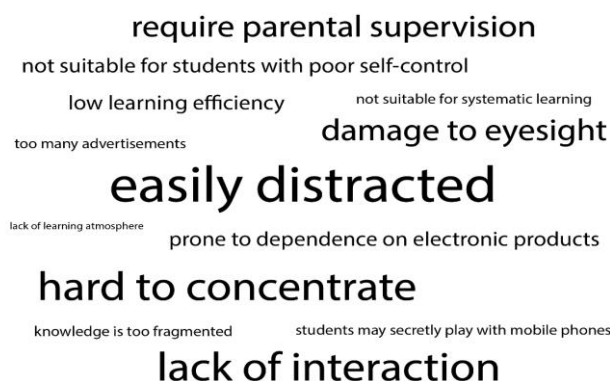 require parental supervision
not suitable for students with poor self-control
low learning efficiency
not suitable for systematic learning
damage to eyesight
too many advertisements
easily distracted
lack of learning atmosphere
prone to dependence on electronic products
hard to concentrate
knowledge is too fragmented
students may secretly play with mobile phones
lack of interaction